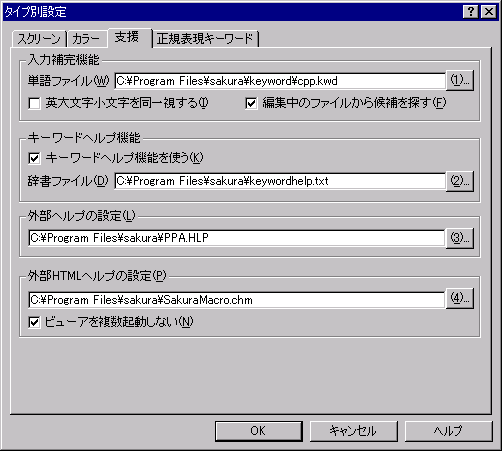 タイプ別設定
スクリーン カラー 支援 正規表現キーワード
入力補完機能
単語ファイル(W) C:¥Program Files¥sakura¥keyword¥cpp.kwd (1)...
英大文字小文字を同一視する(I) 編集中のファイルから候補を探す(F)
キーワードヘルプ機能
キーワードヘルプ機能を使う(K)
辞書ファイル(D) C:¥Program Files¥sakura¥keywordhelp.txt (2)...
外部ヘルプの設定(L)
C:¥Program Files¥sakura¥PPA.HLP (3)...
外部HTMLヘルプの設定(P)
C:¥Program Files¥sakura¥SakuraMacro.chm (4)...
ビューアを複数起動しない(N)
OK キャンセル ヘルプ